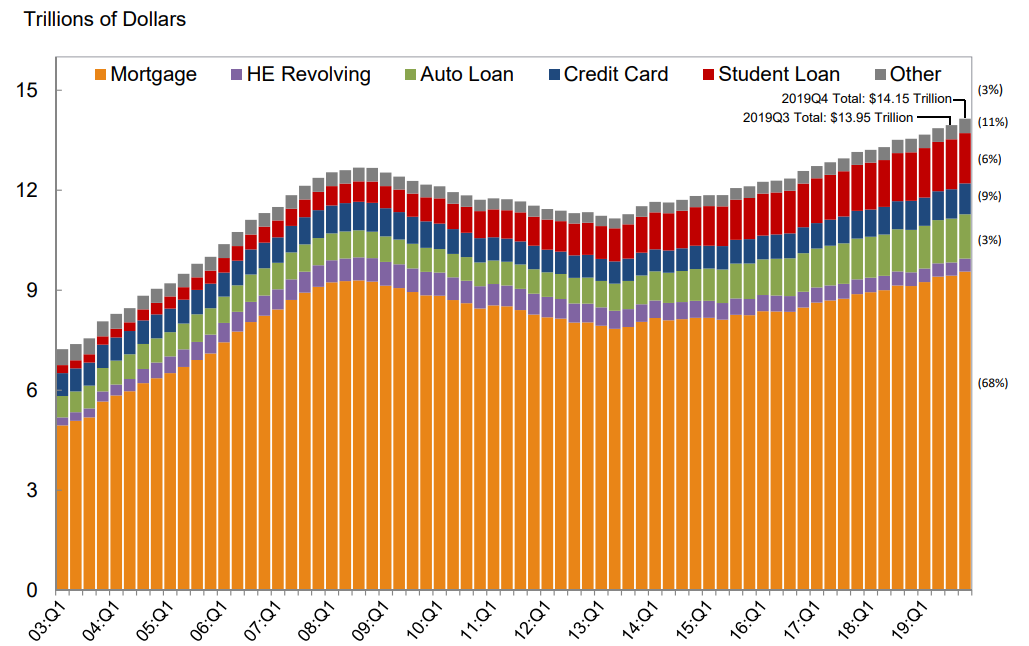 Trillions of Dollars
Mortgage HE Revolving Auto Loan Credit Card Student Loan Other
15
(3%)
2019Q4 Total: $14.15 Trillion
2019Q3 Total: $13.95 Trillion
(11%)
(6%)
12
(9%)
(3%)
9
(68%)
6
3
0
03:Q1 04:Q1 05:Q1 06:Q1 07:Q1 08:Q1 09:Q1 10:Q1 11:Q1 12:Q1 13:Q1 14:Q1 15:Q1 16:Q1 17:Q1 18:Q1 19:Q1